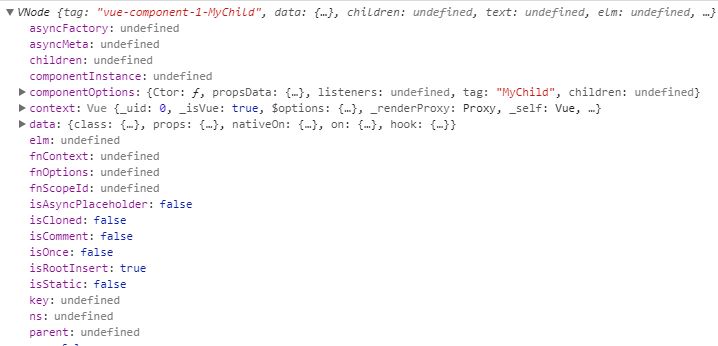 ▼VNode {tag: "vue-component-1-MyChild", data: {…}, children: undefined, text: undefined, elm: undefined, …}
asyncFactory: undefined
asyncMeta: undefined
children: undefined
componentInstance: undefined
▶componentOptions: {Ctor: ƒ, propsData: {…}, listeners: undefined, tag: "MyChild", children: undefined}
▶context: Vue {_uid: 0, _isVue: true, $options: {…}, _renderProxy: Proxy, _self: Vue, …}
▶data: {class: {…}, props: {…}, nativeOn: {…}, on: {…}, hook: {…}}
elm: undefined
fnContext: undefined
fnOptions: undefined
fnScopeId: undefined
isAsyncPlaceholder: false
isCloned: false
isComment: false
isOnce: false
isRootInsert: true
isStatic: false
key: undefined
ns: undefined
parent: undefined